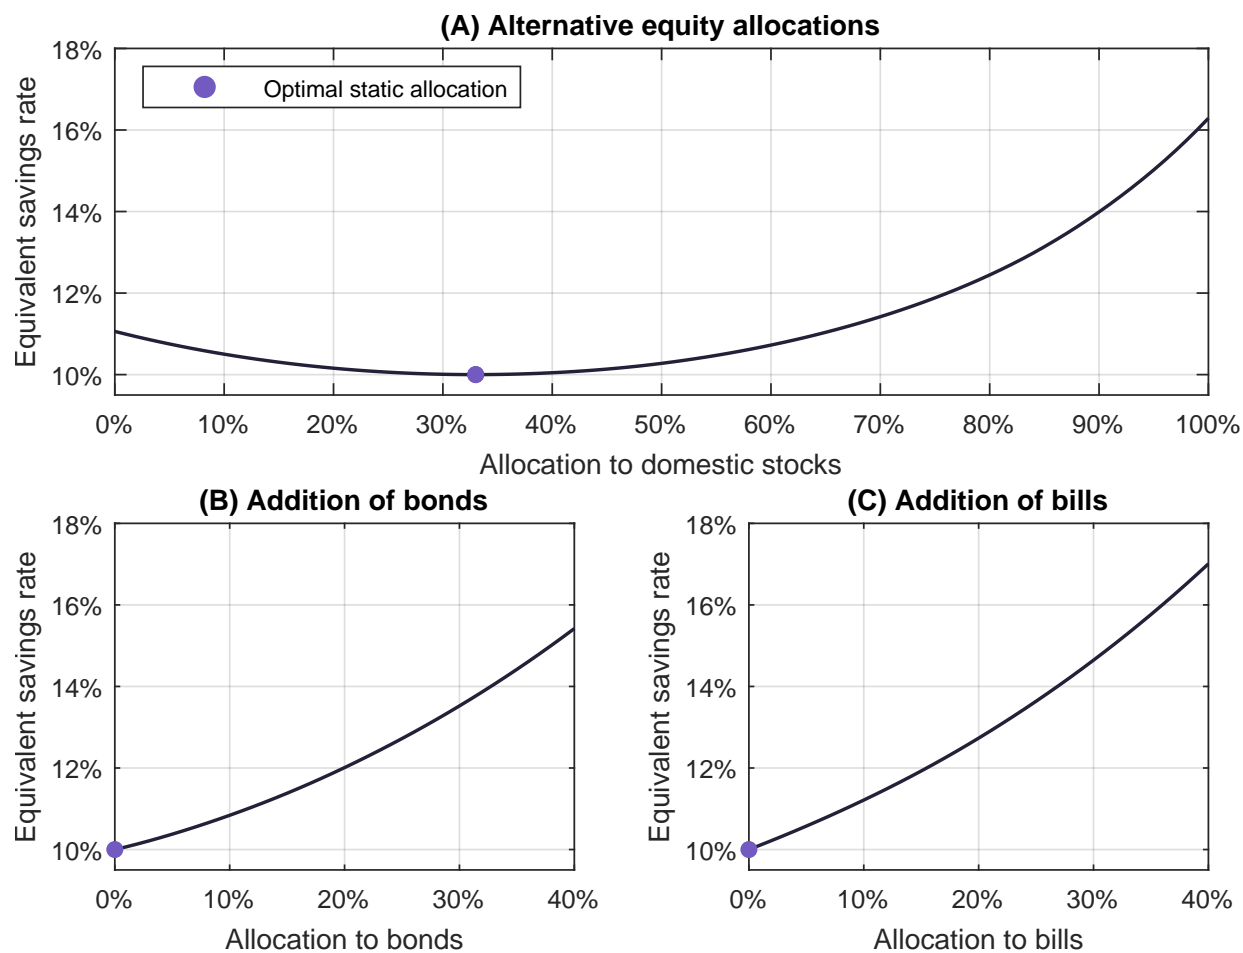 (A) Alternative equity allocations
Equivalent savings rate
18%
16%
14%
12%
10%
Optimal static allocation
0% 10% 20% 30% 40% 50% 60% 70% 80% 90% 100%
Allocation to domestic stocks
(B) Addition of bonds
Equivalent savings rate
18%
16%
14%
12%
10%
0% 10% 20% 30% 40%
Allocation to bonds
(C) Addition of bills
Equivalent savings rate
18%
16%
14%
12%
10%
0% 10% 20% 30% 40%
Allocation to bills